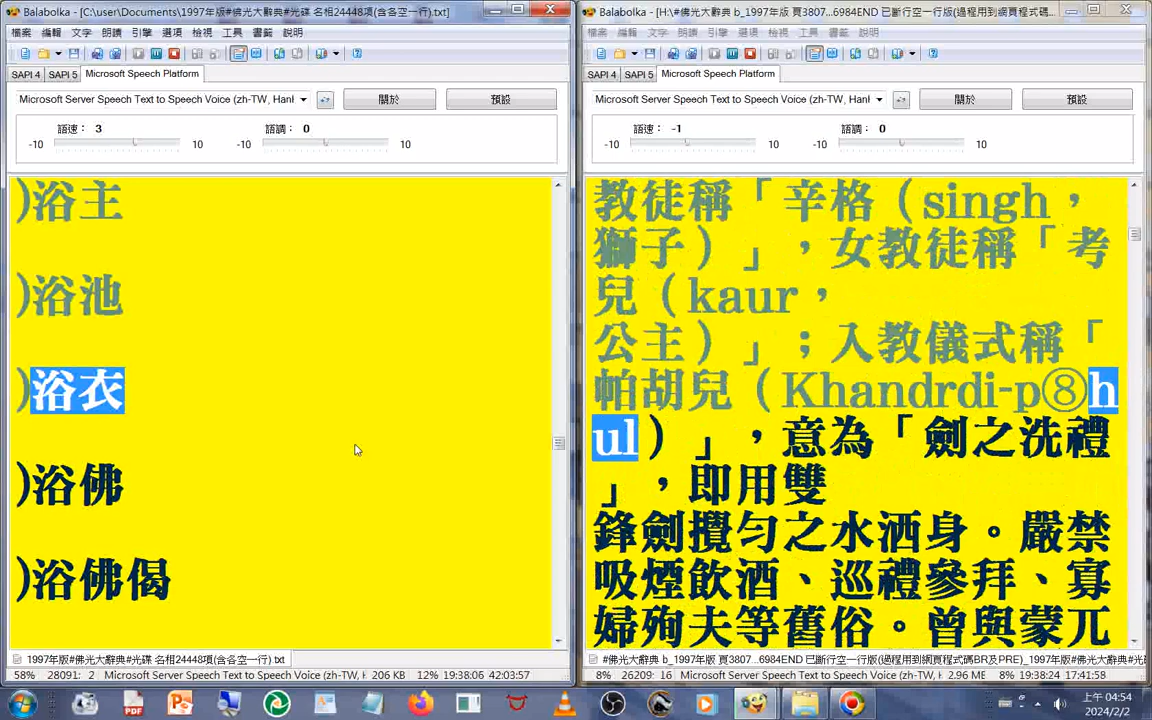 Balabolka - [C:\user\Documents\1997年版#佛光大辭典#光碟 名相24448項(含各空一行).txt]
檔案 編輯 文字 朗讀 引擎 選項 檢視 工具 書籤 說明
SAPI 4 SAPI 5 Microsoft Speech Platform
Microsoft Server Speech Text to Speech Voice (zh-TW, Hanl 關於 預設
語速： 3 語調： 0
-10 10 -10 10
)浴主
)浴池
)浴衣
)浴佛
)浴佛偈
1997年版#佛光大辭典#光碟 名相24448項(含各空一行).txt
58% 28091: 2 Microsoft Server Speech Text to Speech Voice (zh-TW, H 206 KB 12% 19:38:06 42:03:57
Balabolka - [H:\#佛光大辭典 b_1997年版 頁3807...6984END 已斷行空一行版(過程用到網頁程式碼
檔案 編輯 文字 朗讀 引擎 選項 檢視 工具 書籤 說明
SAPI 4 SAPI 5 Microsoft Speech Platform
Microsoft Server Speech Text to Speech Voice (zh-TW, Hanl 關於 預設
語速： -1 語調： 0
-10 10 -10 10
教徒稱「辛格（singh，
獅子）」，女教徒稱「考
兒（kaur，
公主）」；入教儀式稱「
帕胡兒（Khandrdi-p⑧h
ul）」，意為「劍之洗禮
」，即用雙
鋒劍攪勻之水洒身。嚴禁
吸煙飲酒、巡禮參拜、寡
婦殉夫等舊俗。曾與蒙兀
#佛光大辭典 b_1997年版 頁3807...6984END 已斷行空一行版(過程用到網頁程式碼BR及PRE)_1997年版#光
8% 26209: 16 Microsoft Server Speech Text to Speech Voice (zh-TW, H 2.96 ME 8% 19:38:24 17:41:58
上午 04:54
2024/2/2